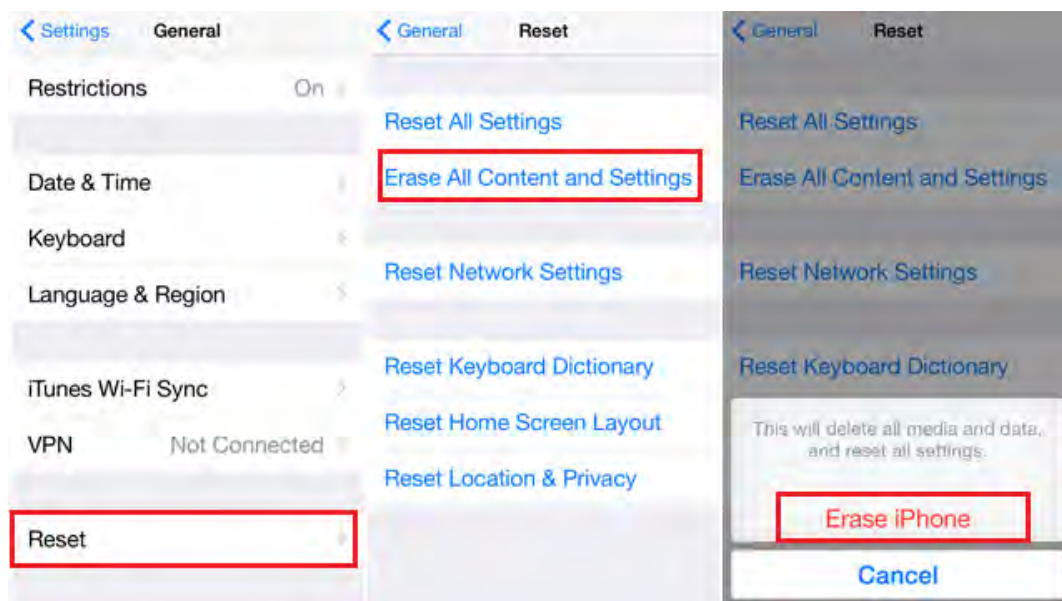 Settings General
Restrictions On
Date & Time
Keyboard
Language & Region
iTunes Wi-Fi Sync
VPN Not Connected
Reset
General Reset
Reset All Settings
Erase All Content and Settings
Reset Network Settings
Reset Keyboard Dictionary
Reset Home Screen Layout
Reset Location & Privacy
General Reset
Reset All Settings
Erase All Content and Settings
Reset Network Settings
Reset Keyboard Dictionary
This will delete all media and data,
and reset all settings.
Erase iPhone
Cancel